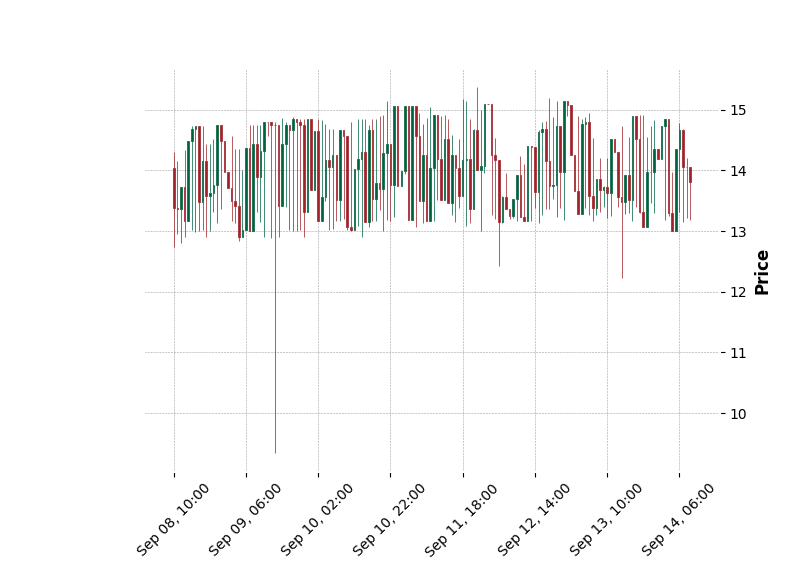 15
14
13
12
11
10
Price
Sep 08, 10:00
Sep 09, 06:00
Sep 10, 02:00
Sep 10, 22:00
Sep 11, 18:00
Sep 12, 14:00
Sep 13, 10:00
Sep 14, 06:00